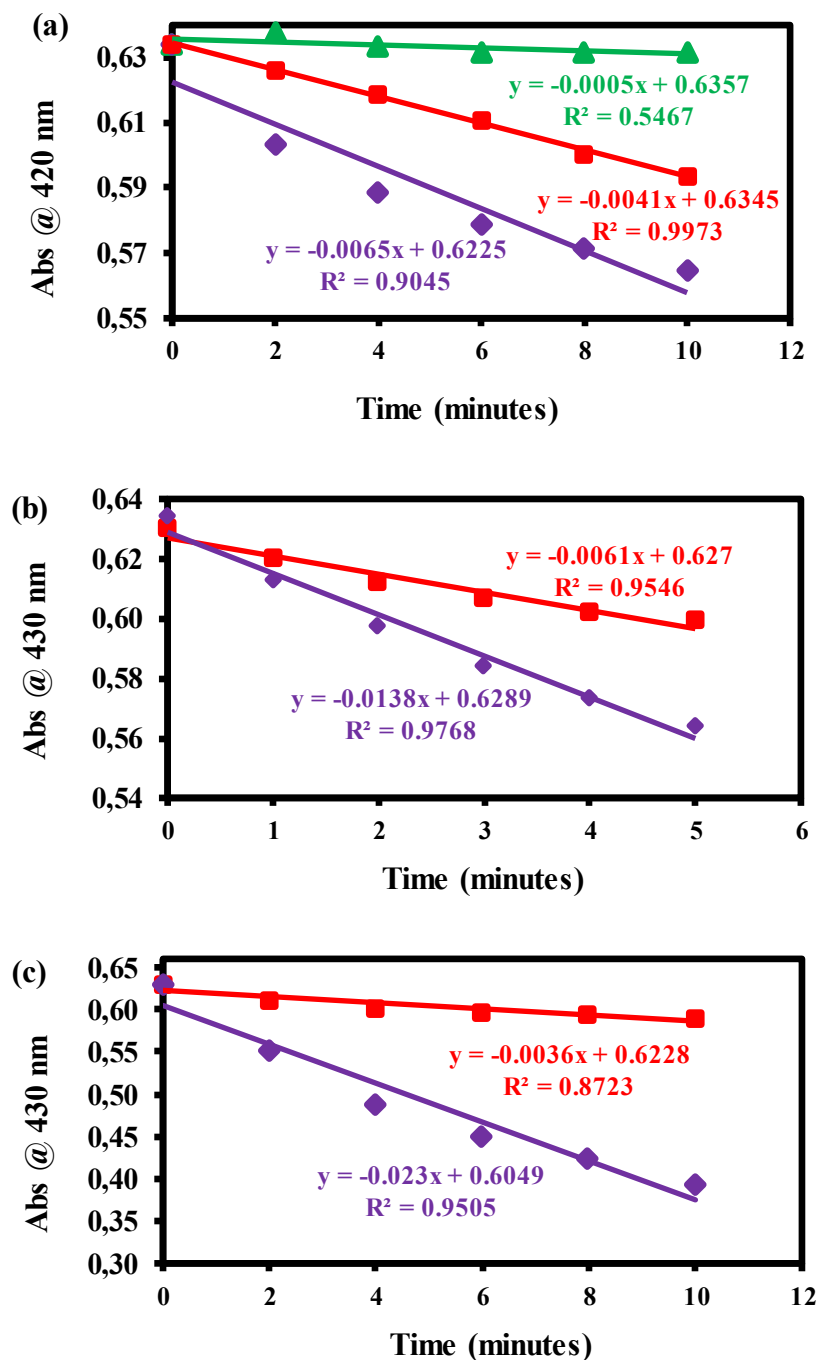 (a)
Abs @ 420 nm
0,63
0,61
0,59
0,57
0,55
y = -0.0005x + 0.6357
R² = 0.5467
y = -0.0041x + 0.6345
R² = 0.9973
y = -0.0065x + 0.6225
R² = 0.9045
0 2 4 6 8 10 12
Time (minutes)
(b)
Abs @ 430 nm
0,64
0,62
0,60
0,58
0,56
0,54
y = -0.0061x + 0.627
R² = 0.9546
y = -0.0138x + 0.6289
R² = 0.9768
0 1 2 3 4 5 6
Time (minutes)
(c)
Abs @ 430 nm
0,65
0,60
0,55
0,50
0,45
0,40
0,35
0,30
y = -0.0036x + 0.6228
R² = 0.8723
y = -0.023x + 0.6049
R² = 0.9505
0 2 4 6 8 10 12
Time (minutes)